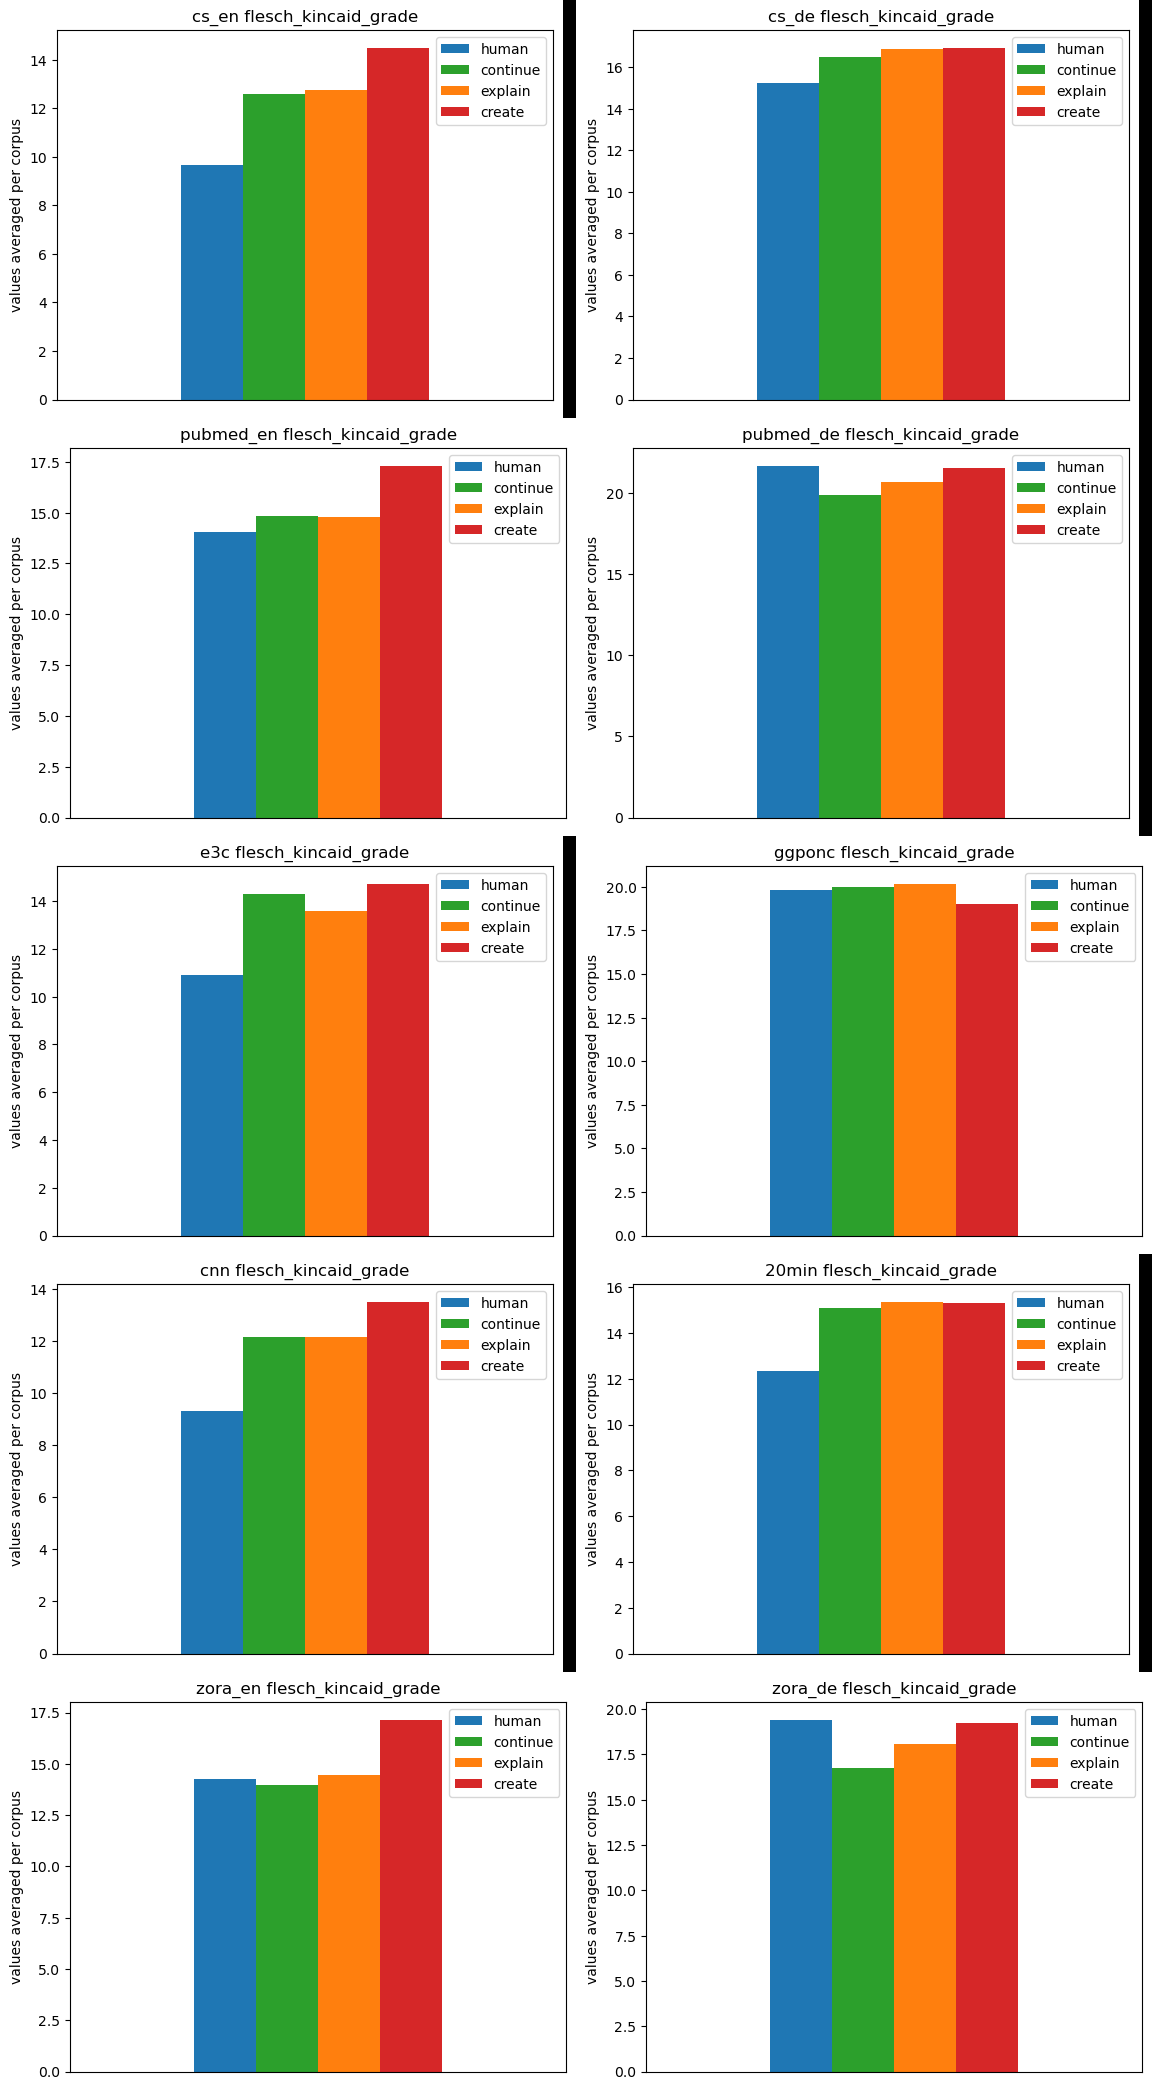 cs_en flesch_kincaid_grade
values averaged per corpus
14
12
10
8
6
4
2
0
human
continue
explain
create
cs_de flesch_kincaid_grade
values averaged per corpus
16
14
12
10
8
6
4
2
0
human
continue
explain
create
pubmed_en flesch_kincaid_grade
values averaged per corpus
17.5
15.0
12.5
10.0
7.5
5.0
2.5
0.0
human
continue
explain
create
pubmed_de flesch_kincaid_grade
values averaged per corpus
20
15
10
5
0
human
continue
explain
create
e3c flesch_kincaid_grade
values averaged per corpus
14
12
10
8
6
4
2
0
human
continue
explain
create
ggponc flesch_kincaid_grade
values averaged per corpus
20.0
17.5
15.0
12.5
10.0
7.5
5.0
2.5
0.0
human
continue
explain
create
cnn flesch_kincaid_grade
values averaged per corpus
14
12
10
8
6
4
2
0
human
continue
explain
create
20min flesch_kincaid_grade
values averaged per corpus
16
14
12
10
8
6
4
2
0
human
continue
explain
create
zora_en flesch_kincaid_grade
values averaged per corpus
17.5
15.0
12.5
10.0
7.5
5.0
2.5
0.0
human
continue
explain
create
zora_de flesch_kincaid_grade
values averaged per corpus
20.0
17.5
15.0
12.5
10.0
7.5
5.0
2.5
0.0
human
continue
explain
create